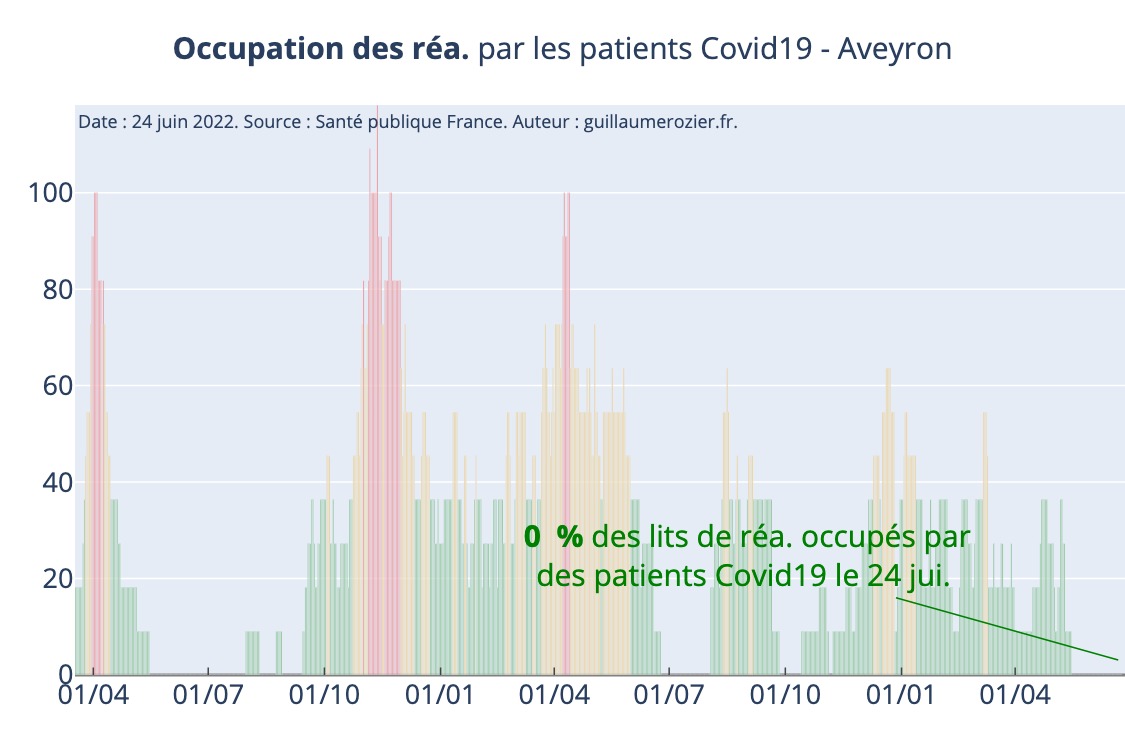 Occupation des réa. par les patients Covid19 - Aveyron
Date : 24 juin 2022. Source : Santé publique France. Auteur : guillaumerozier.fr.
100
80
60
40
20
0
0 % des lits de réa. occupés par
des patients Covid19 le 24 jui.
01/04 01/07 01/10 01/01 01/04 01/07 01/10 01/01 01/04